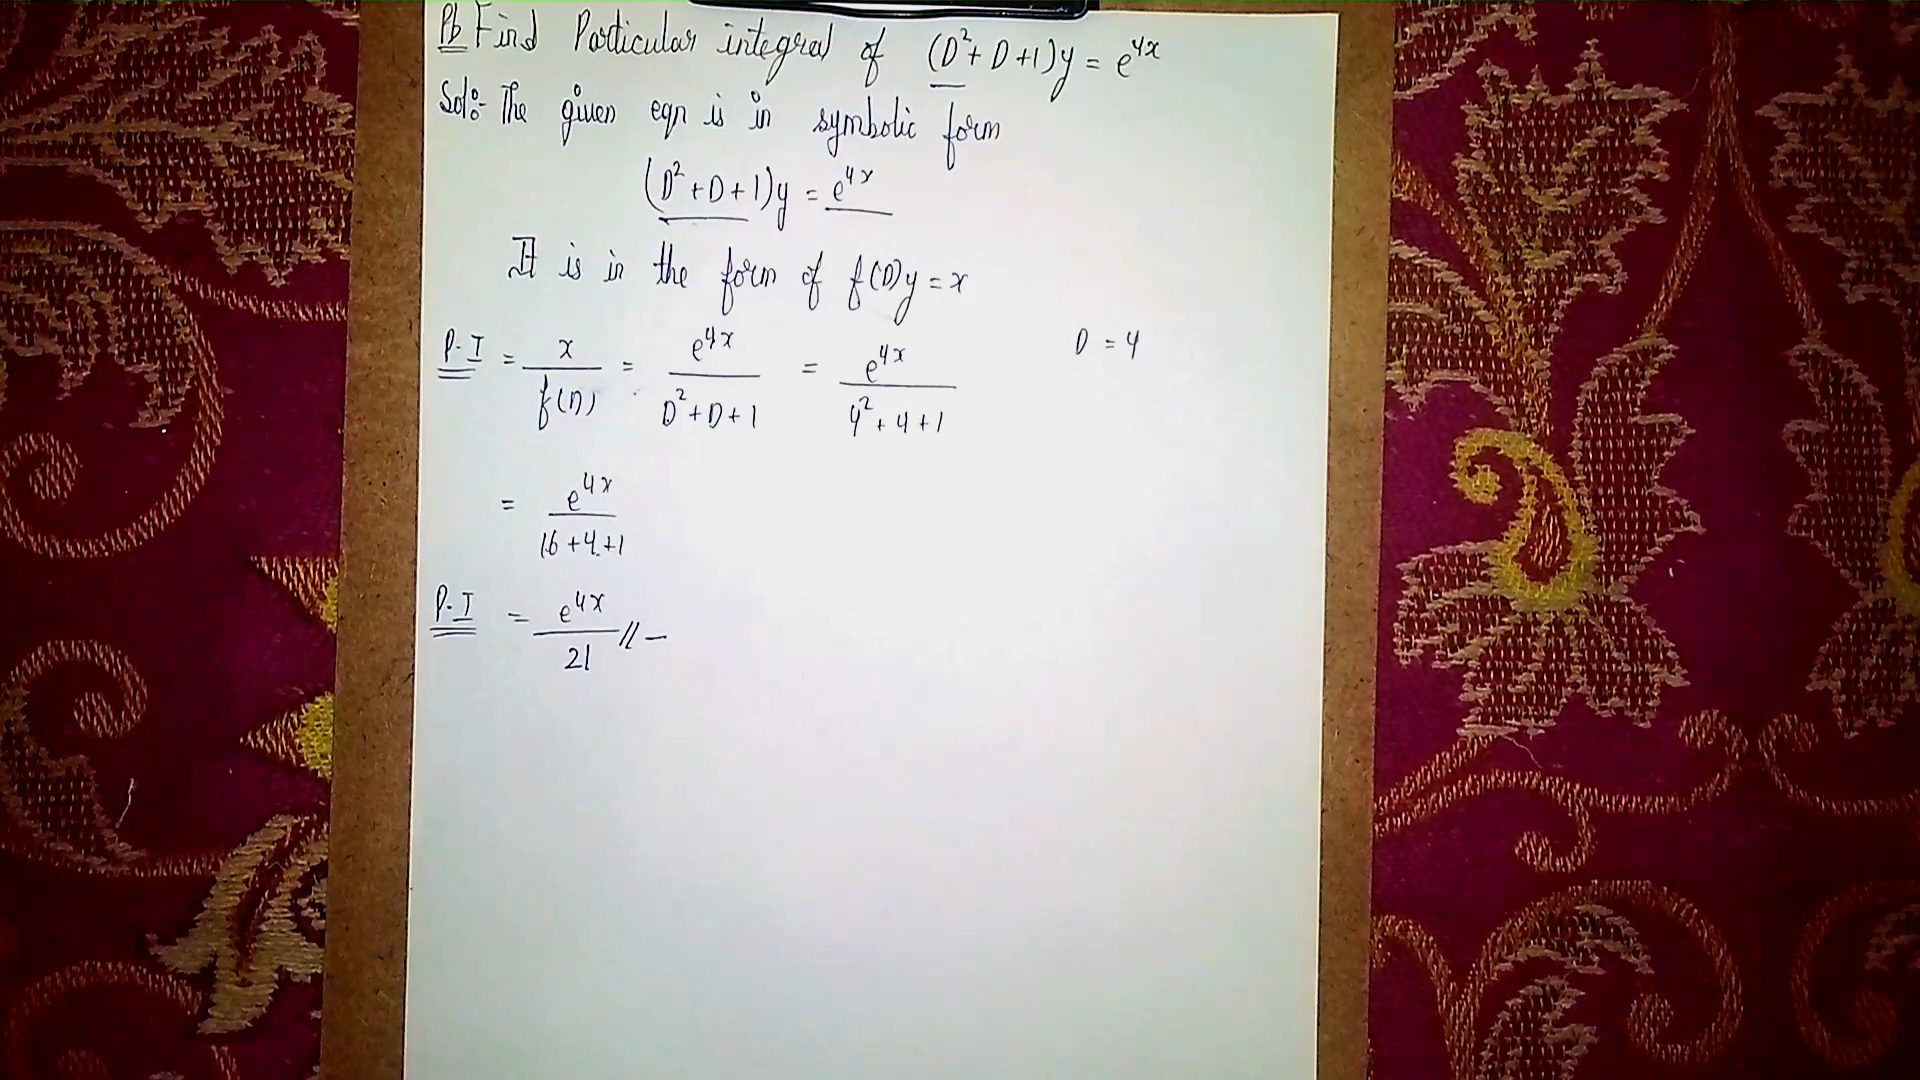 Pb Find Particular integral of (D²+D+1)y = e^4x
Sol:- The given eqn is in symbolic form
(D²+D+1)y = e^4x
It is in the form of f(D)y = x
P.I = x/f(D) = e^4x/D²+D+1 = e^4x/4²+4+1 D = 4
= e^4x/16+4+1
P.I = e^4x/21 // -